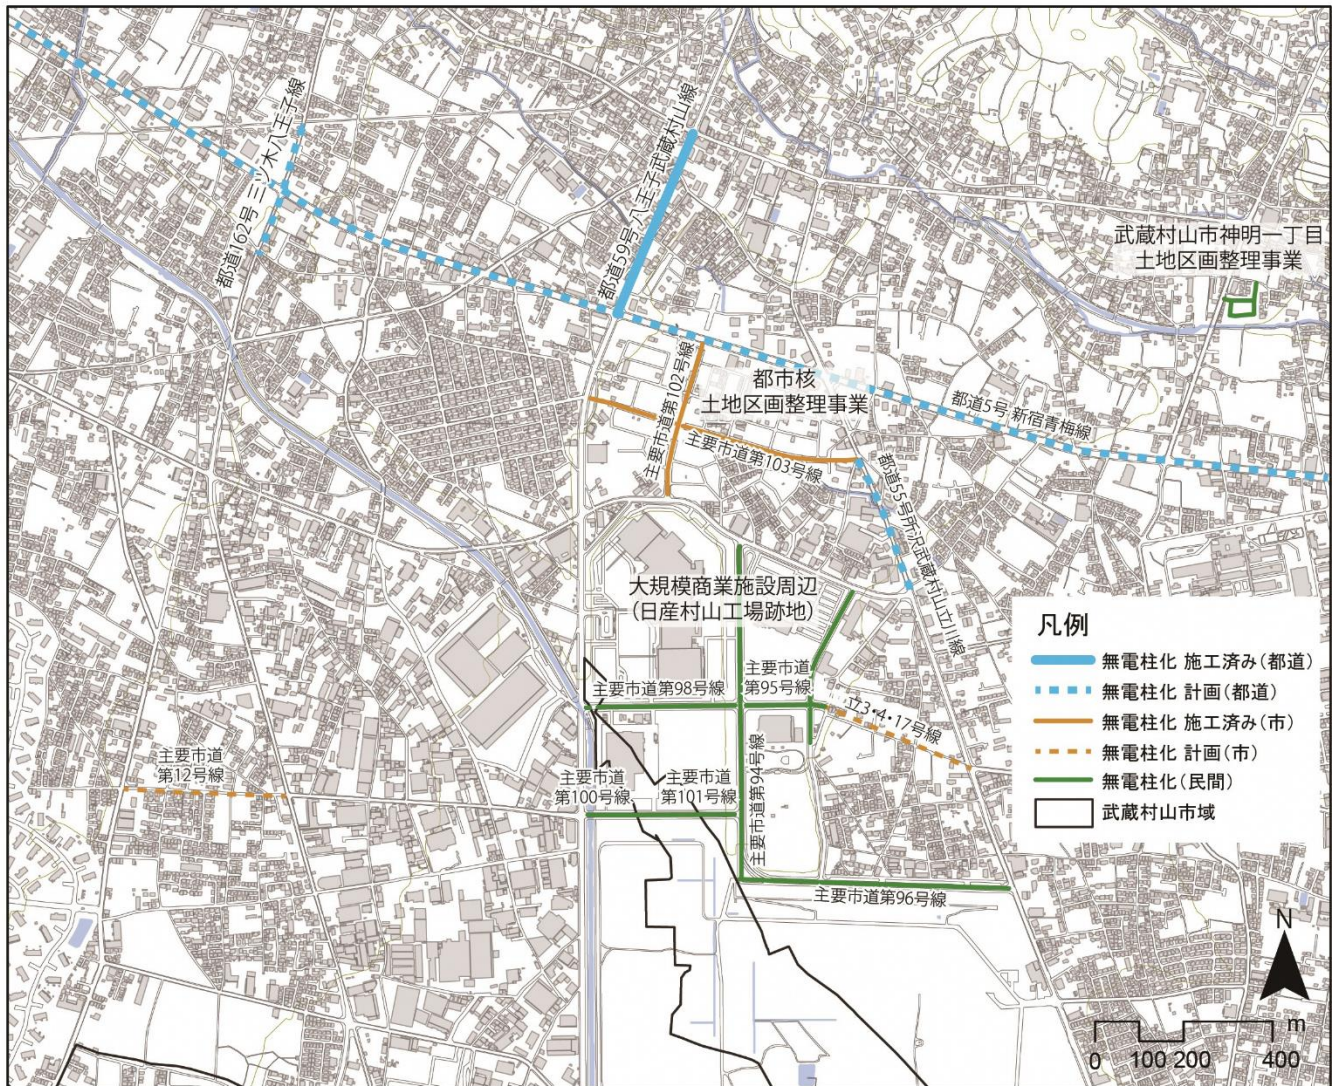 都道162号 三ツ木八王子線
都道59号 八王子武蔵村山線
武蔵村山市神明一丁目
土地区画整理事業
主要市道第102号線
都市核
土地区画整理事業
都道5号 新宿青梅線
主要市道第103号線
都道55号所沢武蔵村山立川線
大規模商業施設周辺
(日産村山工場跡地)
主要市道第98号線
主要市道
第95号線
立3・4・17号線
主要市道
第12号線
主要市道
第100号線
主要市道
第101号線
主要市道第94号線
主要市道第96号線
凡例
無電柱化 施工済み(都道)
無電柱化 計画(都道)
無電柱化 施工済み(市)
無電柱化 計画(市)
無電柱化(民間)
武蔵村山市域
N
m
0 100 200 400